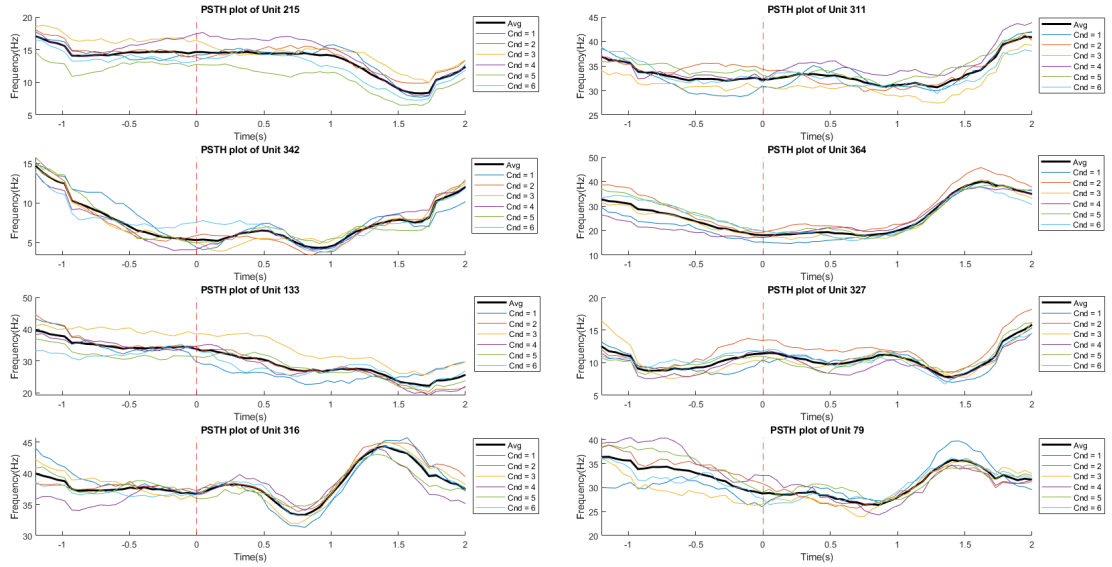 PSTH plot of Unit 215
20
15
10
5
Frequency(Hz)
-1
-0.5
0
0.5
1
1.5
2
Time(s)
Avg
Cnd = 1
Cnd = 2
Cnd = 3
Cnd = 4
Cnd = 5
Cnd = 6
PSTH plot of Unit 311
45
40
35
30
25
Frequency(Hz)
-1
-0.5
0
0.5
1
1.5
2
Time(s)
Avg
Cnd = 1
Cnd = 2
Cnd = 3
Cnd = 4
Cnd = 5
Cnd = 6
PSTH plot of Unit 342
15
10
5
Frequency(Hz)
-1
-0.5
0
0.5
1
1.5
2
Time(s)
Avg
Cnd = 1
Cnd = 2
Cnd = 3
Cnd = 4
Cnd = 5
Cnd = 6
PSTH plot of Unit 364
50
40
30
20
10
Frequency(Hz)
-1
-0.5
0
0.5
1
1.5
2
Time(s)
Avg
Cnd = 1
Cnd = 2
Cnd = 3
Cnd = 4
Cnd = 5
Cnd = 6
PSTH plot of Unit 133
50
40
30
20
Frequency(Hz)
-1
-0.5
0
0.5
1
1.5
2
Time(s)
Avg
Cnd = 1
Cnd = 2
Cnd = 3
Cnd = 4
Cnd = 5
Cnd = 6
PSTH plot of Unit 327
20
15
10
5
Frequency(Hz)
-1
-0.5
0
0.5
1
1.5
2
Time(s)
Avg
Cnd = 1
Cnd = 2
Cnd = 3
Cnd = 4
Cnd = 5
Cnd = 6
PSTH plot of Unit 316
45
40
35
30
Frequency(Hz)
-1
-0.5
0
0.5
1
1.5
2
Time(s)
Avg
Cnd = 1
Cnd = 2
Cnd = 3
Cnd = 4
Cnd = 5
Cnd = 6
PSTH plot of Unit 79
40
35
30
25
20
Frequency(Hz)
-1
-0.5
0
0.5
1
1.5
2
Time(s)
Avg
Cnd = 1
Cnd = 2
Cnd = 3
Cnd = 4
Cnd = 5
Cnd = 6